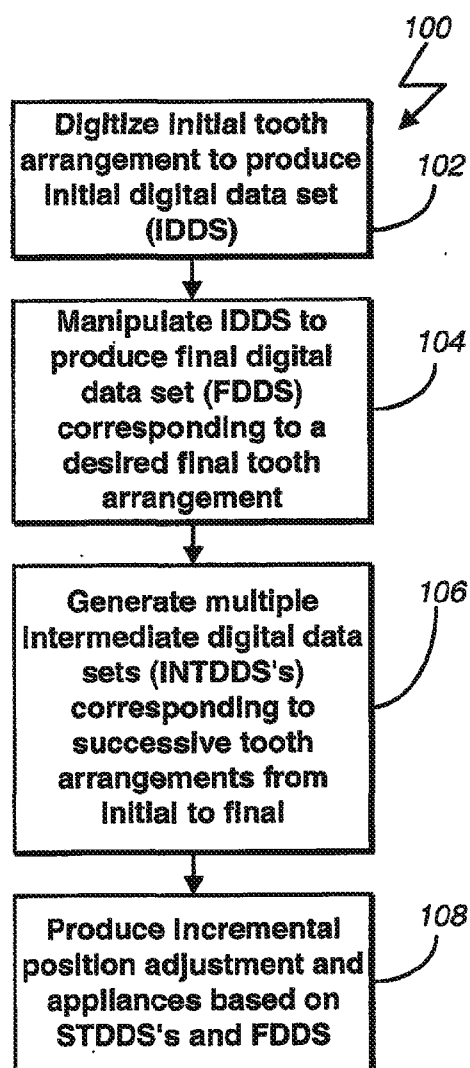 100
Digitize initial tooth
arrangement to produce
initial digital data set
(IDDS)
102
Manipulate IDDS to
produce final digital
data set (FDDS)
corresponding to a
desired final tooth
arrangement
104
Generate multiple
intermediate digital data
sets (INTDDS's)
corresponding to
successive tooth
arrangements from
initial to final
106
Produce incremental
position adjustment and
appliances based on
STDDS's and FDDS
108